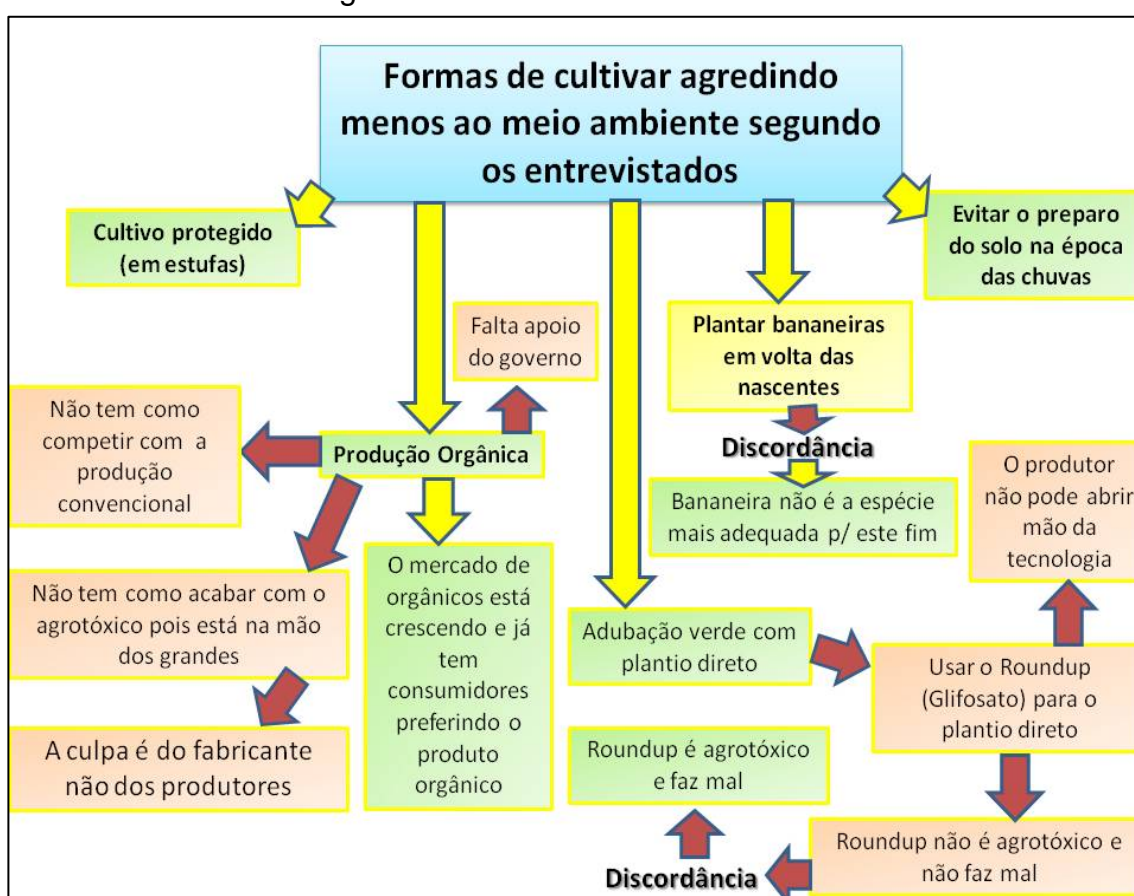 Formas de cultivar agredindo
menos ao meio ambiente segundo
os entrevistados
Cultivo protegido
(em estufas)
Evitar o preparo
do solo na época
das chuvas
Falta apoio
do governo
Plantar bananeiras
em volta das
nascentes
Não tem como
competir com a
produção
convencional
Produção Orgânica
Discordância
O produtor
não pode abrir
mão da
tecnologia
Bananeira não é a espécie
mais adequada p/ este fim
Não tem como acabar com o
agrotóxico pois está na mão
dos grandes
O mercado de
orgânicos está
crescendo e já
tem
consumidores
preferindo o
produto
orgânico
Adubação verde com
plantio direto
Usar o Roundup
(Glifosato) para o
plantio direto
A culpa é do fabricante
não dos produtores
Roundup é agrotóxico
e faz mal
Roundup não é agrotóxico e
não faz mal
Discordância